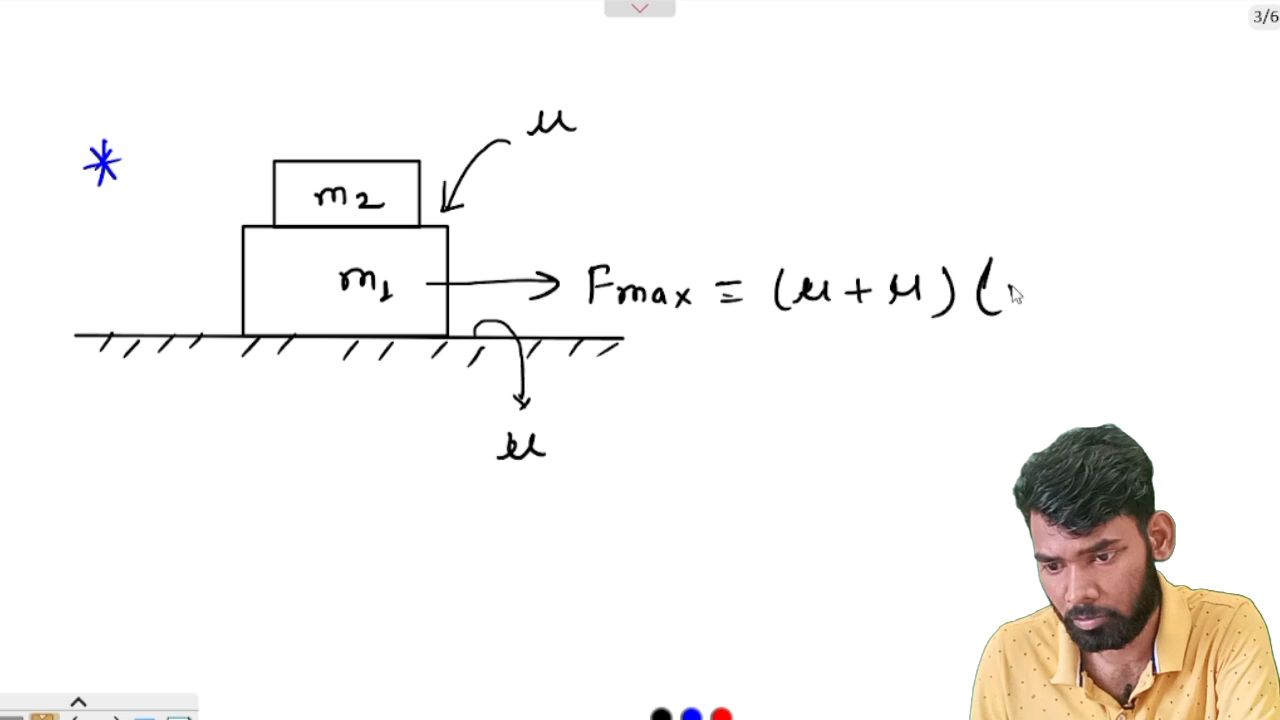 3/6
*
μ
m2
m1
Fmax = (μ + μ) (
μ